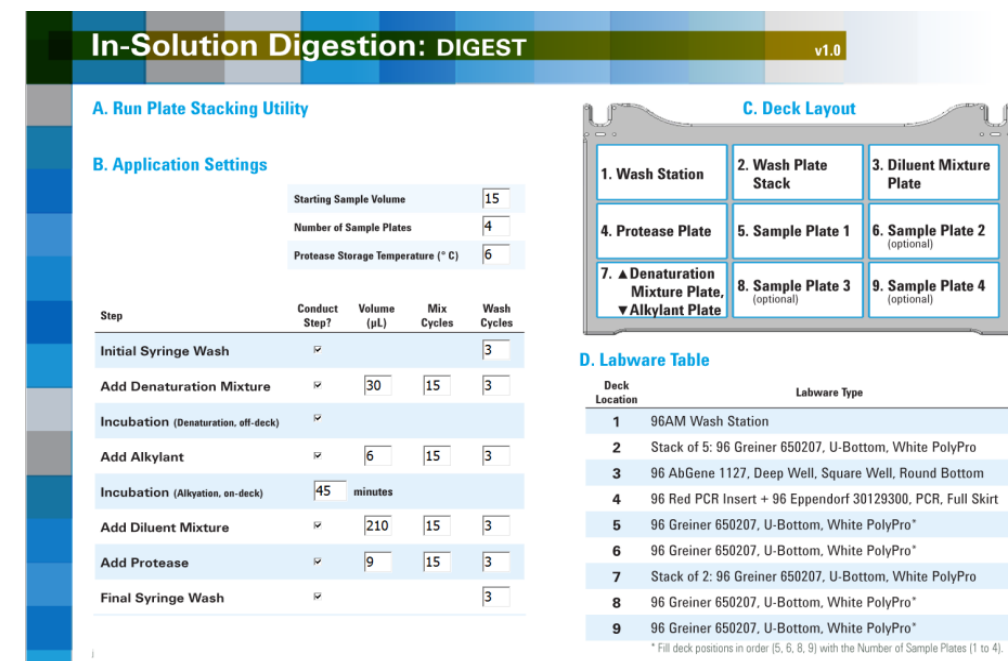 In-Solution Digestion: DIGEST
v1.0
A. Run Plate Stacking Utility
B. Application Settings
Starting Sample Volume 15
Number of Sample Plates 4
Protease Storage Temperature (° C) 6
Step Conduct Step? Volume (µL) Mix Cycles Wash Cycles
Initial Syringe Wash 3
Add Denaturation Mixture 30 15 3
Incubation (Denaturation, off-deck)
Add Alkylant 6 15 3
Incubation (Alkyation, on-deck) 45 minutes
Add Diluent Mixture 210 15 3
Add Protease 9 15 3
Final Syringe Wash 3
C. Deck Layout
1. Wash Station
2. Wash Plate
Stack
3. Diluent Mixture
Plate
4. Protease Plate
5. Sample Plate 1
6. Sample Plate 2
(optional)
7. ▲Denaturation
Mixture Plate,
▼Alkylant Plate
8. Sample Plate 3
(optional)
9. Sample Plate 4
(optional)
D. Labware Table
Deck Location Labware Type
1 96AM Wash Station
2 Stack of 5: 96 Greiner 650207, U-Bottom, White PolyPro
3 96 AbGene 1127, Deep Well, Square Well, Round Bottom
4 96 Red PCR Insert + 96 Eppendorf 30129300, PCR, Full Skirt
5 96 Greiner 650207, U-Bottom, White PolyPro*
6 96 Greiner 650207, U-Bottom, White PolyPro*
7 Stack of 2: 96 Greiner 650207, U-Bottom, White PolyPro
8 96 Greiner 650207, U-Bottom, White PolyPro*
9 96 Greiner 650207, U-Bottom, White PolyPro*
* Fill deck positions in order (5, 6, 8, 9) with the Number of Sample Plates (1 to 4).